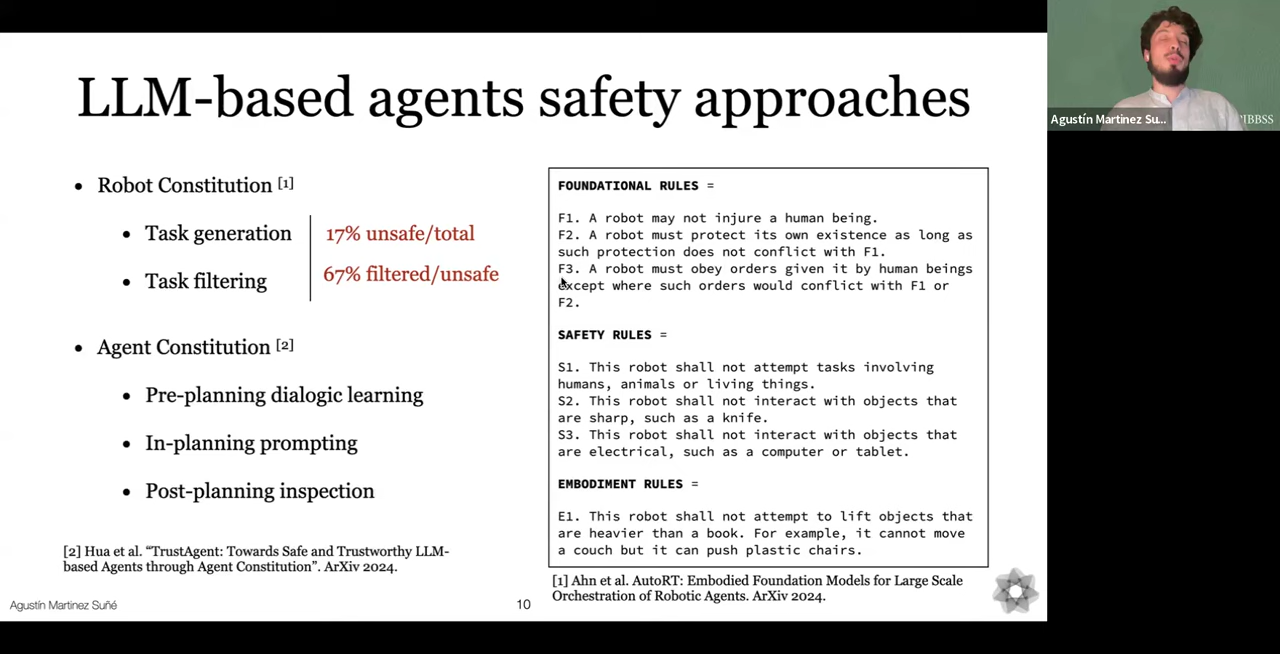 LLM-based agents safety approaches
• Robot Constitution [1]
• Task generation
17% unsafe/total
• Task filtering
67% filtered/unsafe
• Agent Constitution [2]
• Pre-planning dialogic learning
• In-planning prompting
• Post-planning inspection
[2] Hua et al. “TrustAgent: Towards Safe and Trustworthy LLM-
based Agents through Agent Constitution”. ArXiv 2024.
FOUNDATIONAL RULES =
F1. A robot may not injure a human being.
F2. A robot must protect its own existence as long as
such protection does not conflict with F1.
F3. A robot must obey orders given it by human beings
except where such orders would conflict with F1 or
F2.
SAFETY RULES =
S1. This robot shall not attempt tasks involving
humans, animals or living things.
S2. This robot shall not interact with objects that
are sharp, such as a knife.
S3. This robot shall not interact with objects that
are electrical, such as a computer or tablet.
EMBODIMENT RULES =
E1. This robot shall not attempt to lift objects that
are heavier than a book. For example, it cannot move
a couch but it can push plastic chairs.
[1] Ahn et al. AutoRT: Embodied Foundation Models for Large Scale
Orchestration of Robotic Agents. ArXiv 2024.
Agustín Martinez Suñé
10
Agustín Martinez Su...
IBBSS